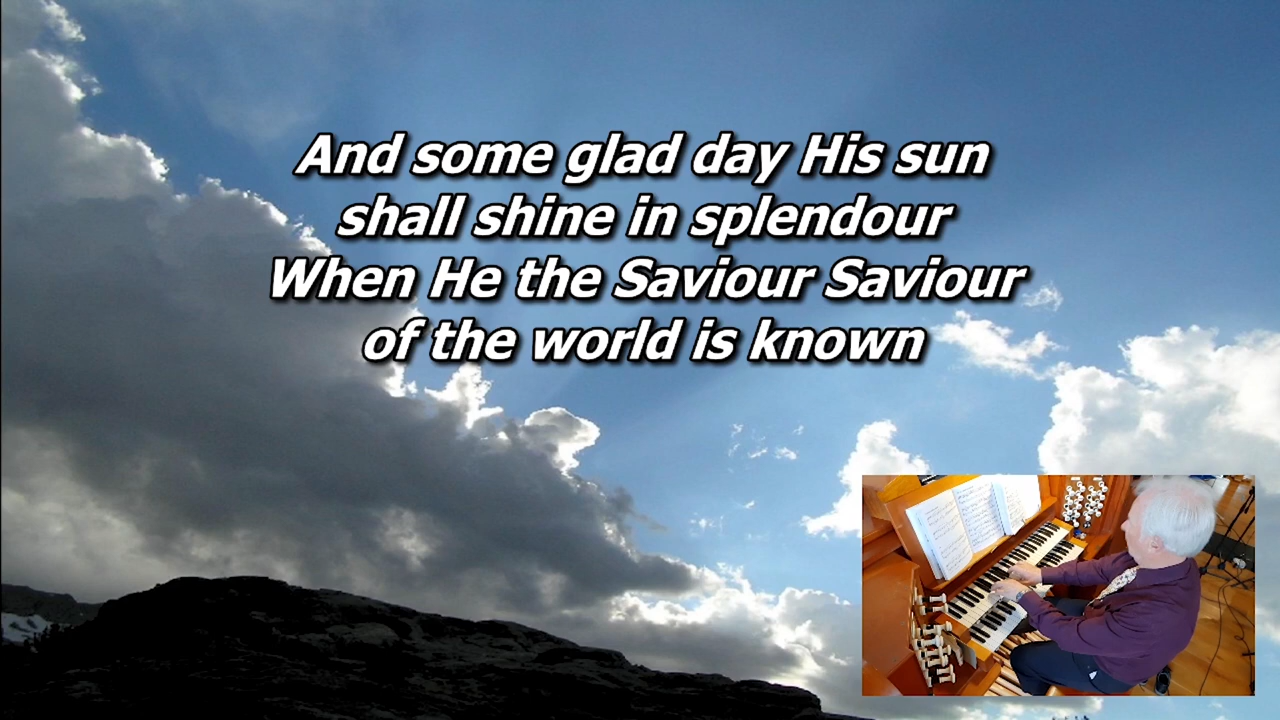 And some glad day His sun
shall shine in splendour
When He the Saviour Saviour
of the world is known